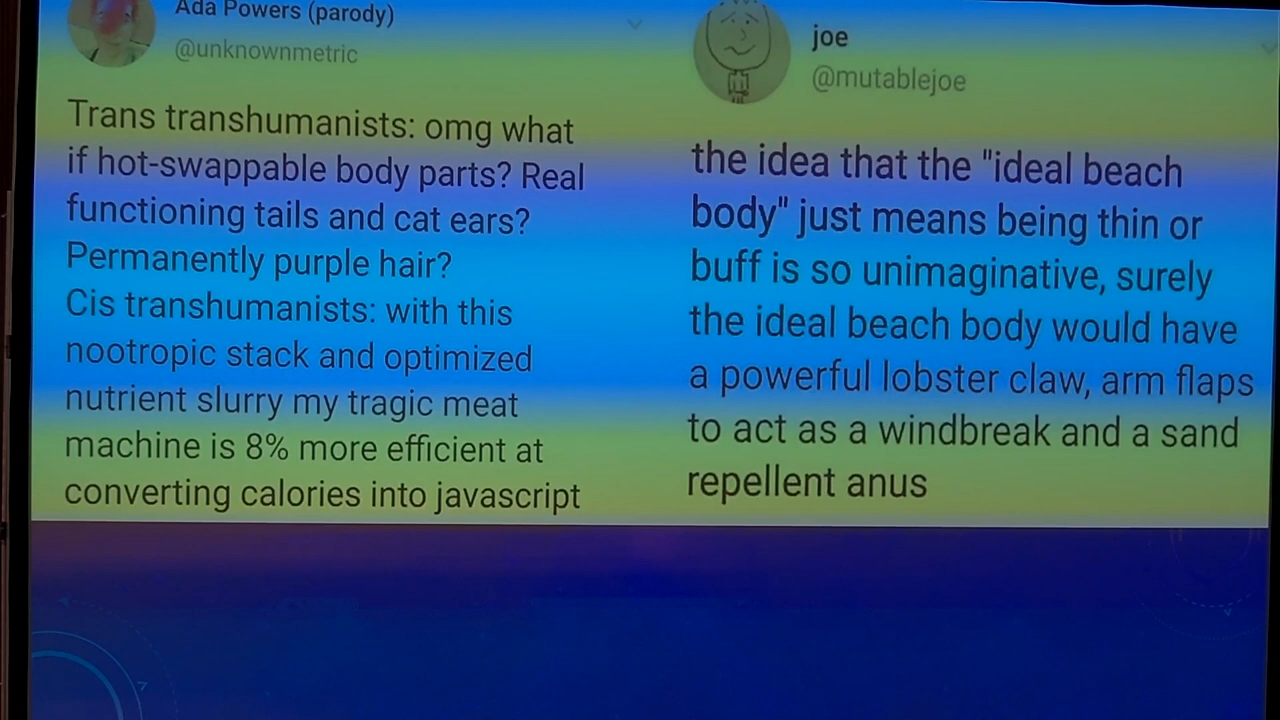 Ada Powers (parody)
@unknownmetric
Trans transhumanists: omg what
if hot-swappable body parts? Real
functioning tails and cat ears?
Permanently purple hair?
Cis transhumanists: with this
nootropic stack and optimized
nutrient slurry my tragic meat
machine is 8% more efficient at
converting calories into javascript
joe
@mutablejoe
the idea that the "ideal beach
body" just means being thin or
buff is so unimaginative, surely
the ideal beach body would have
a powerful lobster claw, arm flaps
to act as a windbreak and a sand
repellent anus